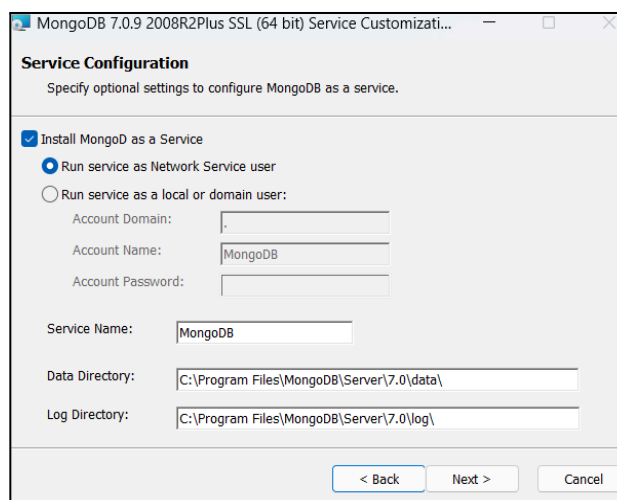 MongoDB 7.0.9 2008R2Plus SSL (64 bit) Service Customizati...
Service Configuration
Specify optional settings to configure MongoDB as a service.
Install MongoD as a Service
Run service as Network Service user
Run service as a local or domain user:
Account Domain: .
Account Name: MongoDB
Account Password:
Service Name: MongoDB
Data Directory: C:\Program Files\MongoDB\Server\7.0\data\
Log Directory: C:\Program Files\MongoDB\Server\7.0\log\
< Back Next > Cancel